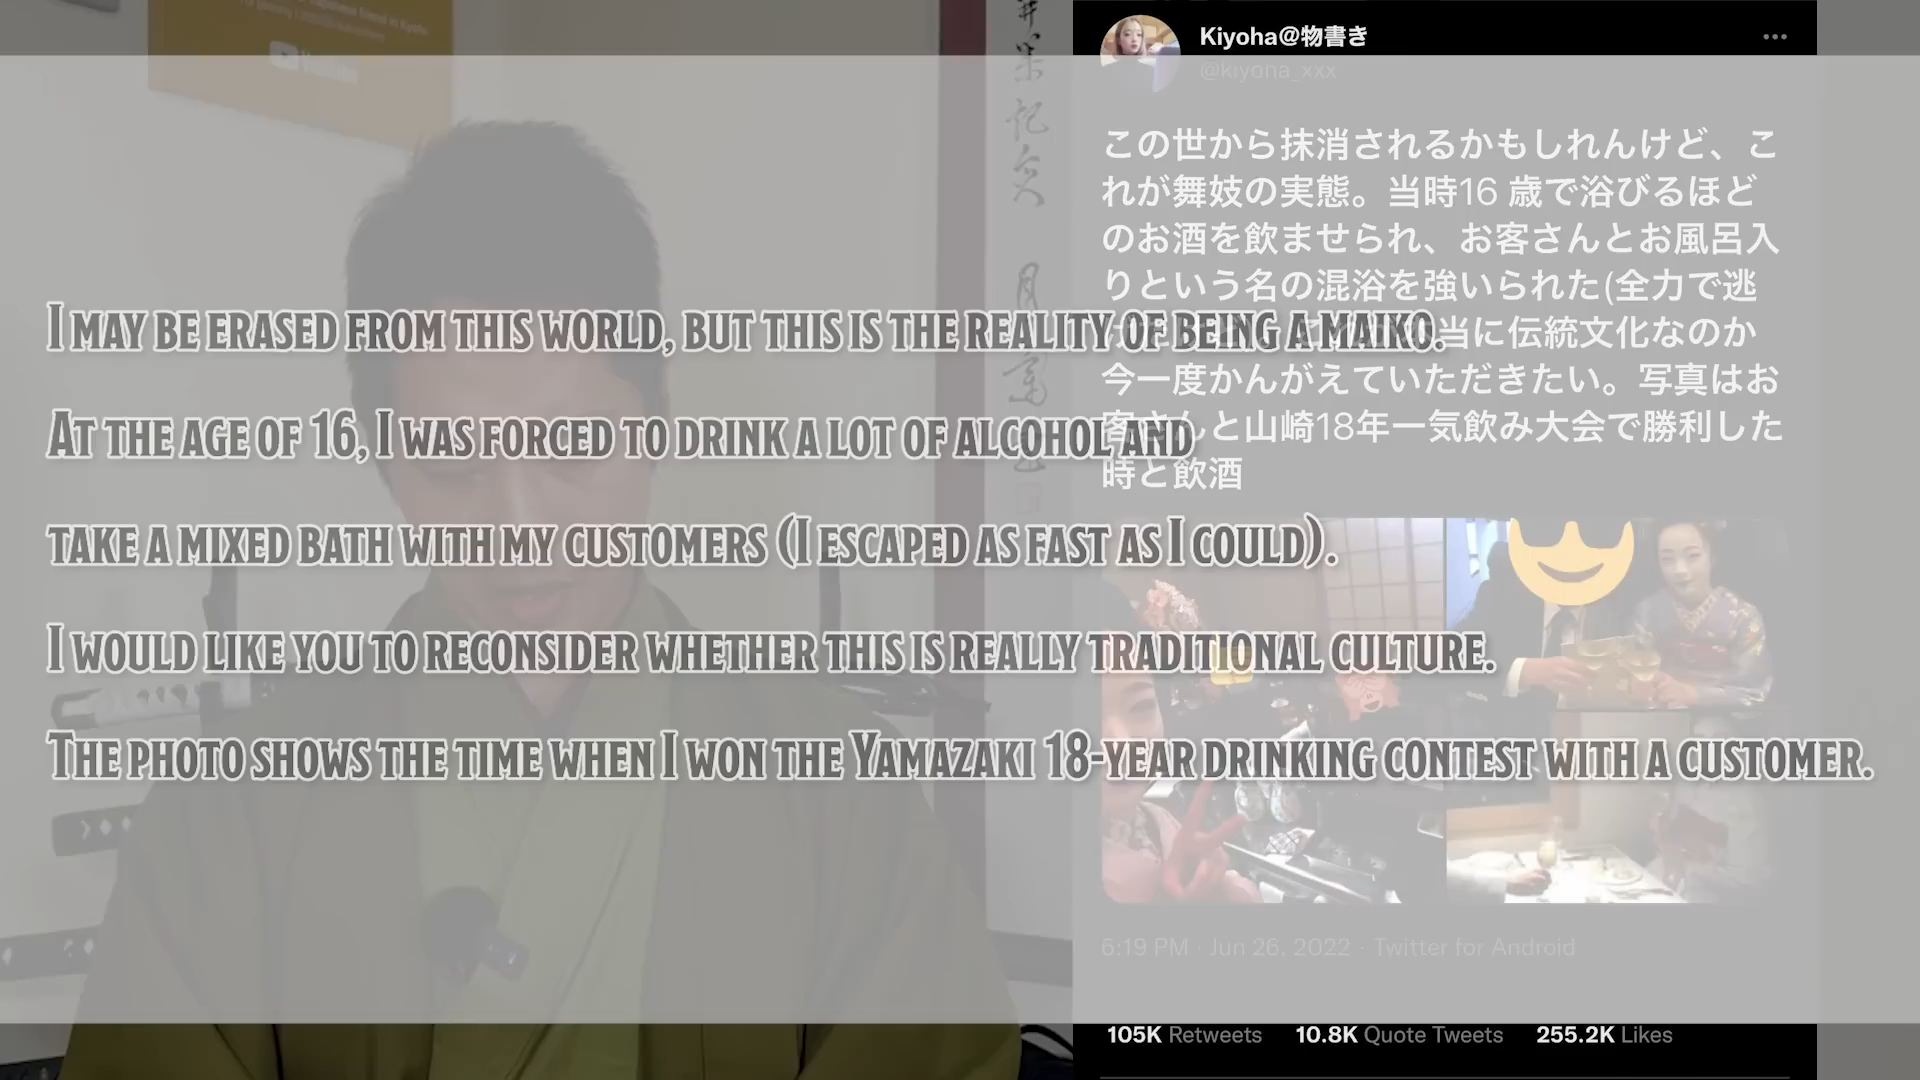 Kiyoha@物書き
@kiyoha_xxx
この世から抹消されるかもしれんけど、こ
れが舞妓の実態。当時16 歳で浴びるほど
のお酒を飲ませられ、お客さんとお風呂入
りという名の混浴を強いられた(全力で逃
当に伝統文化なのか
今一度かんがえていただきたい。写真はお
客さんと山崎18年一気飲み大会で勝利した
時と飲酒
I MAY BE ERASED FROM THIS WORLD, BUT THIS IS THE REALITY OF BEING A MAIKO.
AT THE AGE OF 16, I WAS FORCED TO DRINK A LOT OF ALCOHOL AND
TAKE A MIXED BATH WITH MY CUSTOMERS (I ESCAPED AS FAST AS I COULD).
I WOULD LIKE YOU TO RECONSIDER WHETHER THIS IS REALLY TRADITIONAL CULTURE.
THE PHOTO SHOWS THE TIME WHEN I WON THE YAMAZAKI 18-YEAR DRINKING CONTEST WITH A CUSTOMER.
6:19 PM · Jun 26, 2022 · Twitter for Android
105K Retweets 10.8K Quote Tweets 255.2K Likes